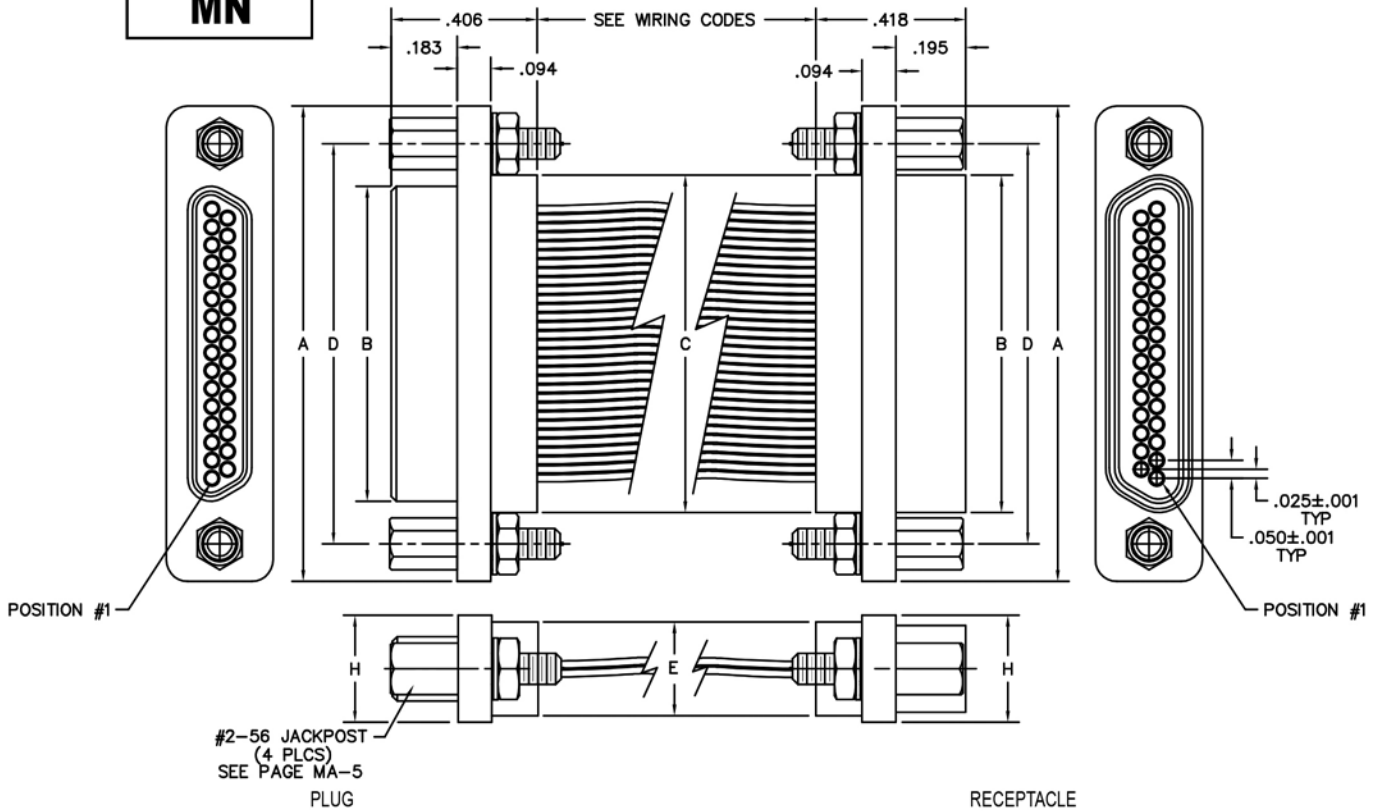 MN
.406
SEE WIRING CODES
.418
.183
.195
.094
.094
A
D
B
C
B
D
A
.025±.001
TYP
.050±.001
TYP
POSITION #1
POSITION #1
H
E
H
#2-56 JACKPOST
(4 PLCS)
SEE PAGE MA-5
PLUG
RECEPTACLE